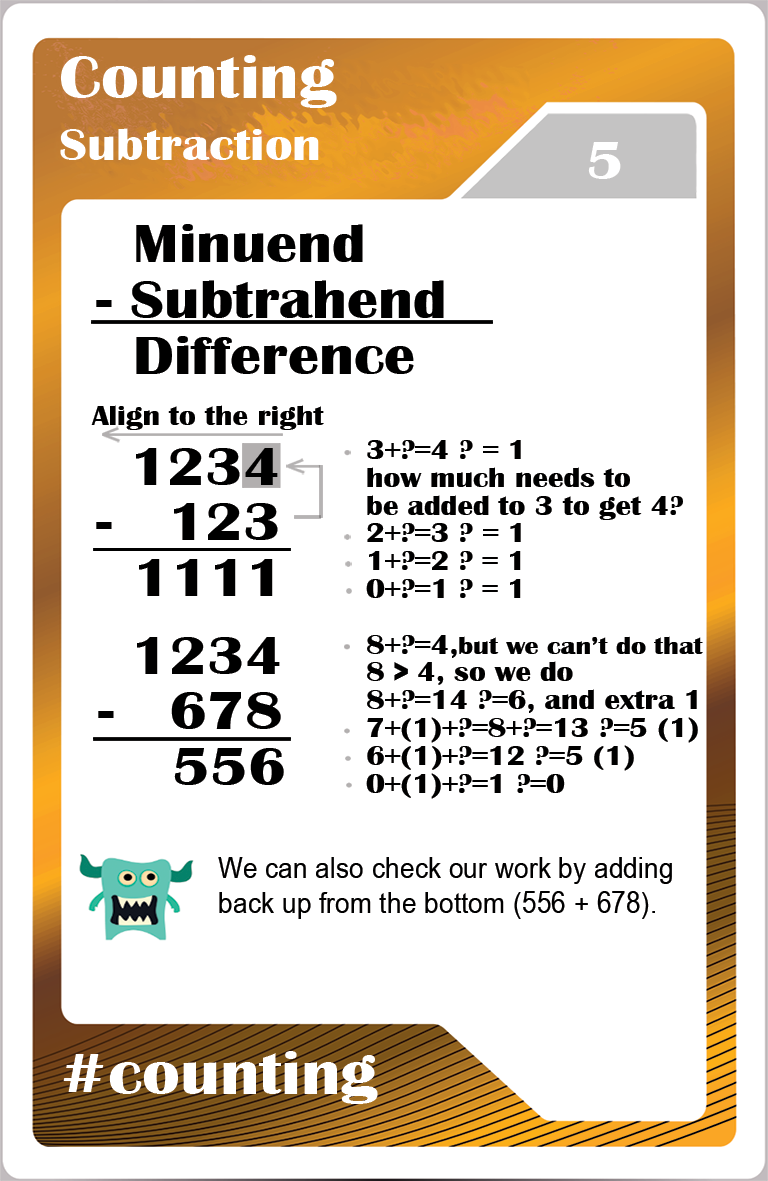 Counting
Subtraction
5
Minuend
- Subtrahend
Difference
Align to the right
1234
- 123
1111
3+?=4 ? = 1
how much needs to
be added to 3 to get 4?
2+?=3 ? = 1
1+?=2 ? = 1
0+?=1 ? = 1
1234
- 678
556
8+?=4,but we can't do that
8 > 4, so we do
8+?=14 ?=6, and extra 1
7+(1)+?=8+?=13 ?=5 (1)
6+(1)+?=12 ?=5 (1)
0+(1)+?=1 ?=0
We can also check our work by adding
back up from the bottom (556 + 678).
#counting